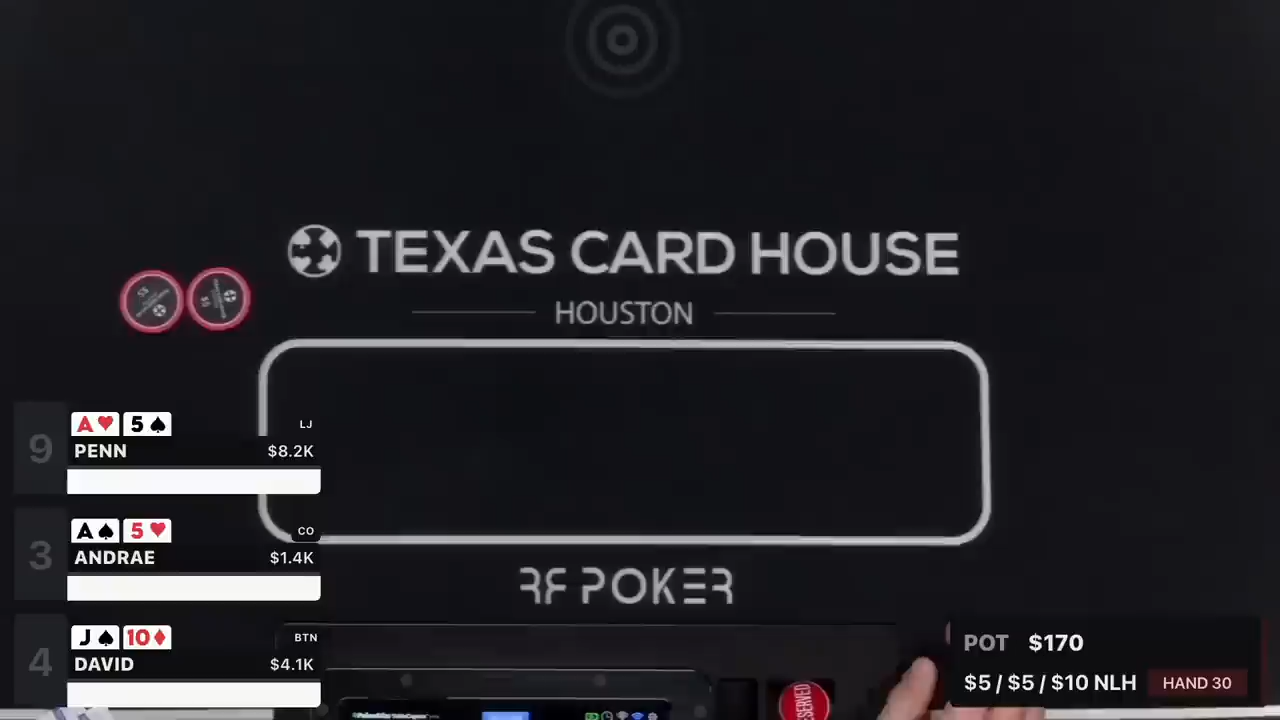 TEXAS CARD HOUSE
HOUSTON
9
A♥ 5♠
LJ
PENN
$8.2K
3
A♠ 5♥
CO
ANDRAE
$1.4K
RF POKER
4
J♠ 10♦
BTN
DAVID
$4.1K
POT $170
$5 / $5 / $10 NLH
HAND 30
RESERVED